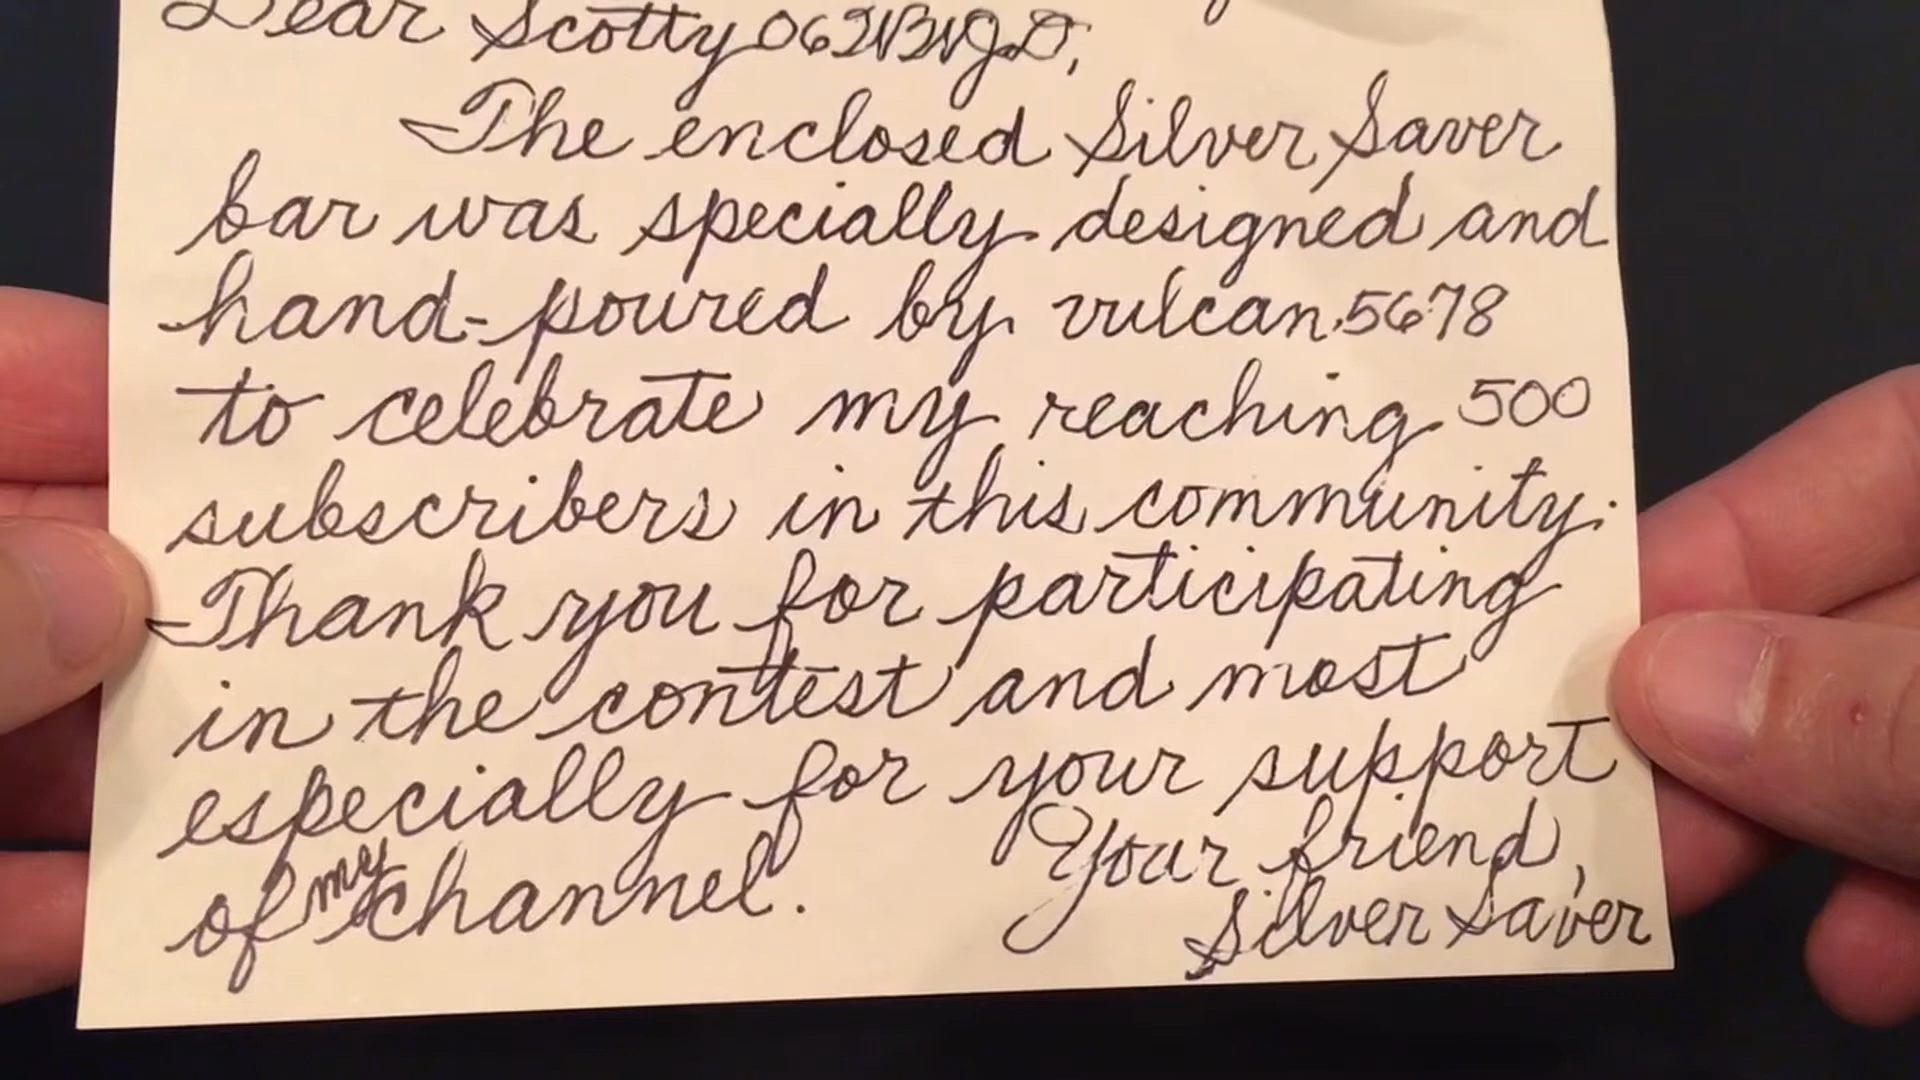 Dear Scotty
The enclosed Silver Saver
bar was specially designed and
hand-poured by vulcan5678
to celebrate my reaching 500
subscribers in this community.
Thank you for participating
in the contest and most
especially for your support
of my channel.
Your friend,
Silver Saver